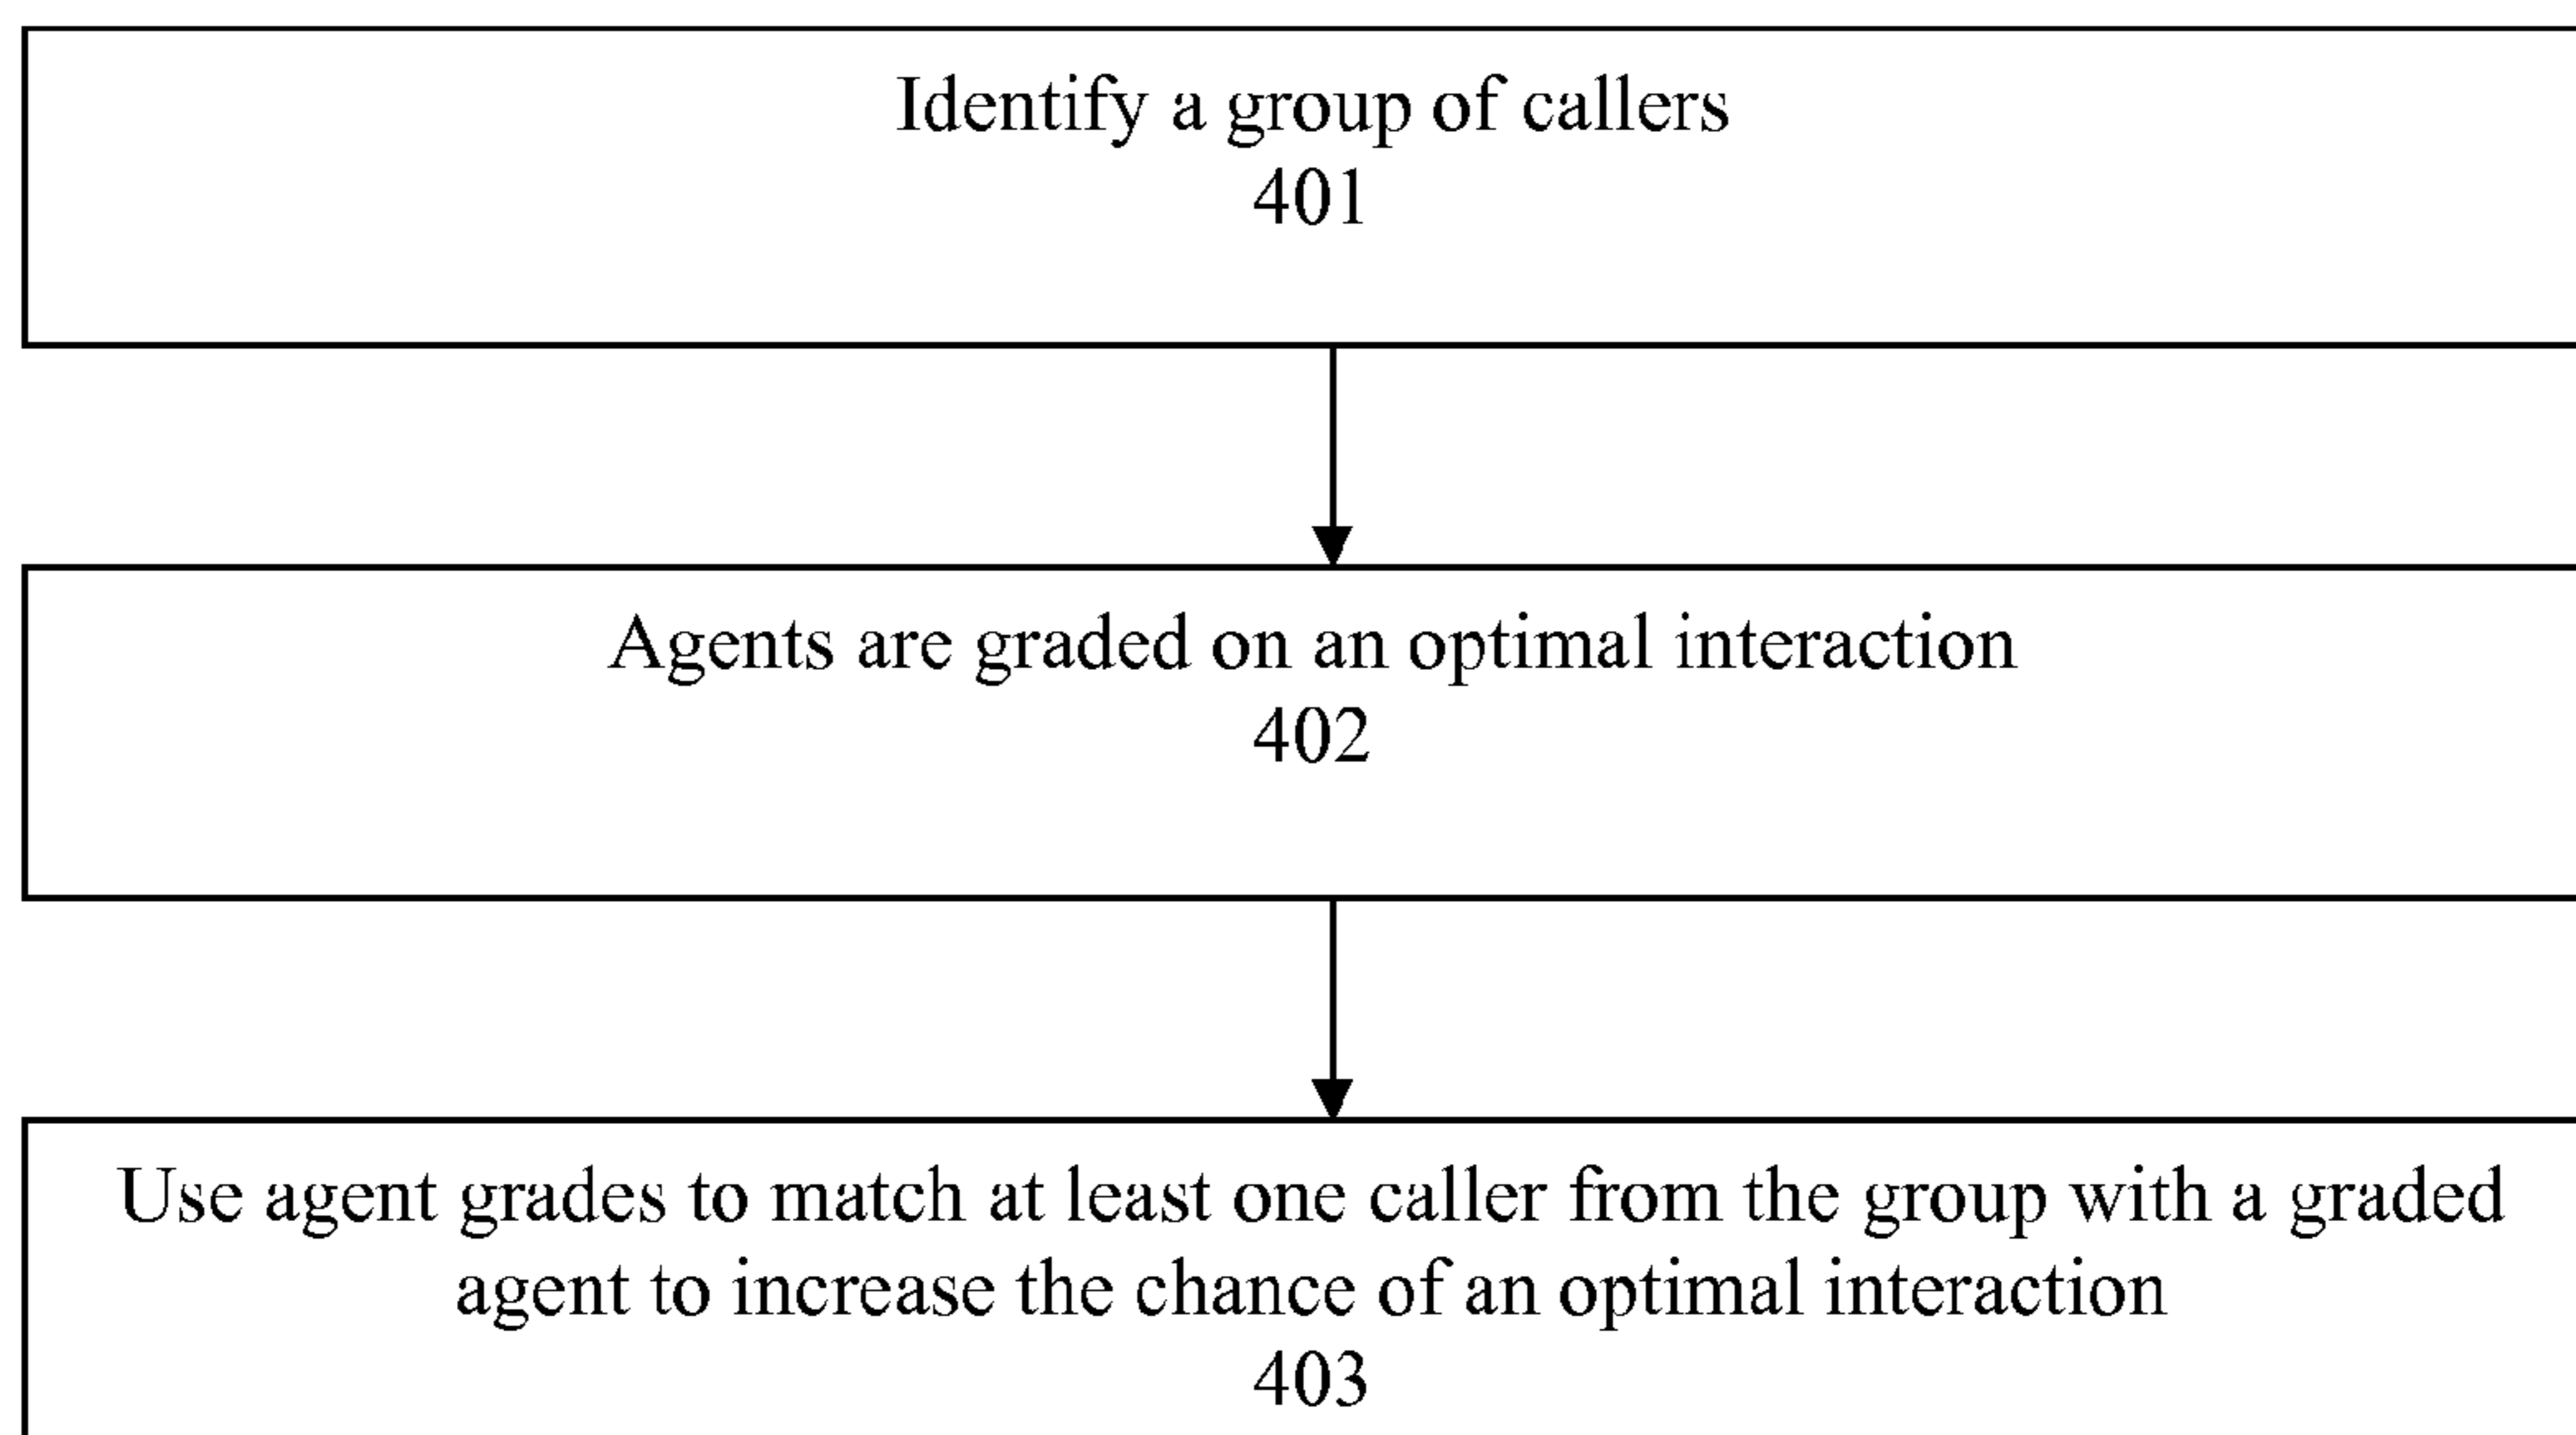 Identify a group of callers
401
Agents are graded on an optimal interaction
402
Use agent grades to match at least one caller from the group with a graded
agent to increase the chance of an optimal interaction
403